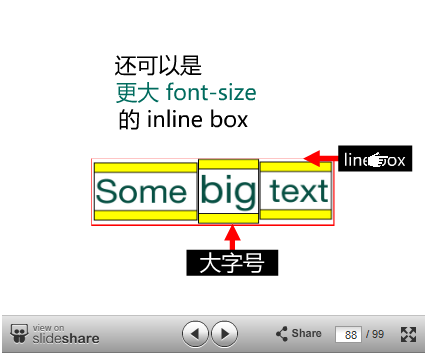 还可以是
更大 font-size
的 inline box
line box
Some big text
大字号
view on
slideshare
Share
88 / 99